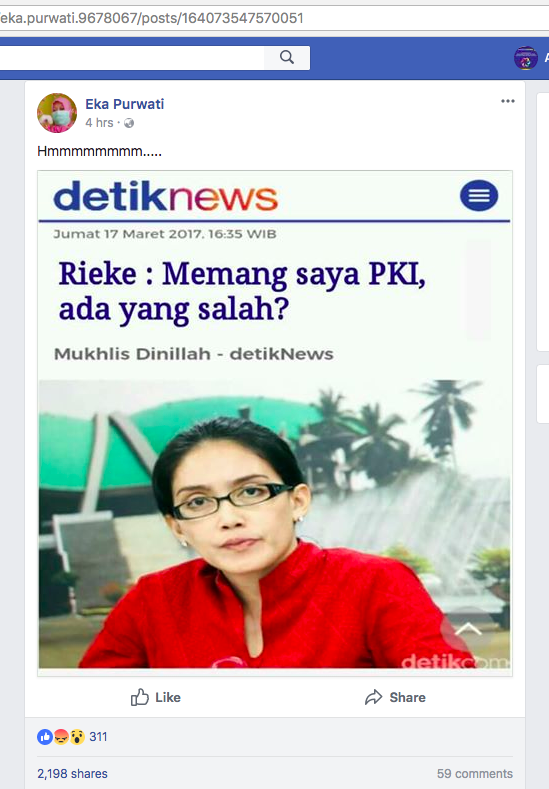 eka.purwati.9678067/posts/164073547570051
Eka Purwati
4 hrs ·
Hmmmmmmmm.....
detiknews
Jumat 17 Maret 2017. 16:35 WIB
Rieke : Memang saya PKI,
ada yang salah?
Mukhlis Dinillah - detikNews
detikcom
Like
Share
311
2,198 shares
59 comments